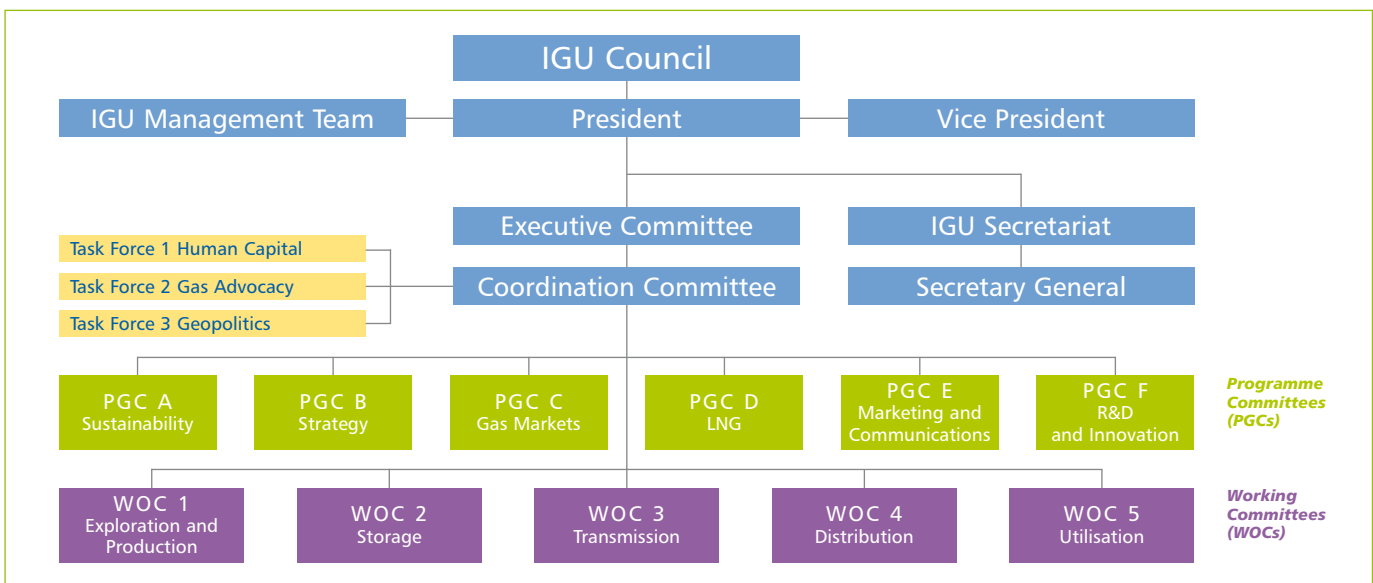 IGU Council
IGU Management Team
President
Vice President
Executive Committee
IGU Secretariat
Task Force 1 Human Capital
Task Force 2 Gas Advocacy
Task Force 3 Geopolitics
Coordination Committee
Secretary General
PGC A
Sustainability
PGC B
Strategy
PGC C
Gas Markets
PGC D
LNG
PGC E
Marketing and
Communications
PGC F
R&D
and Innovation
Programme
Committees
(PGCs)
WOC 1
Exploration and
Production
WOC 2
Storage
WOC 3
Transmission
WOC 4
Distribution
WOC 5
Utilisation
Working
Committees
(WOCs)